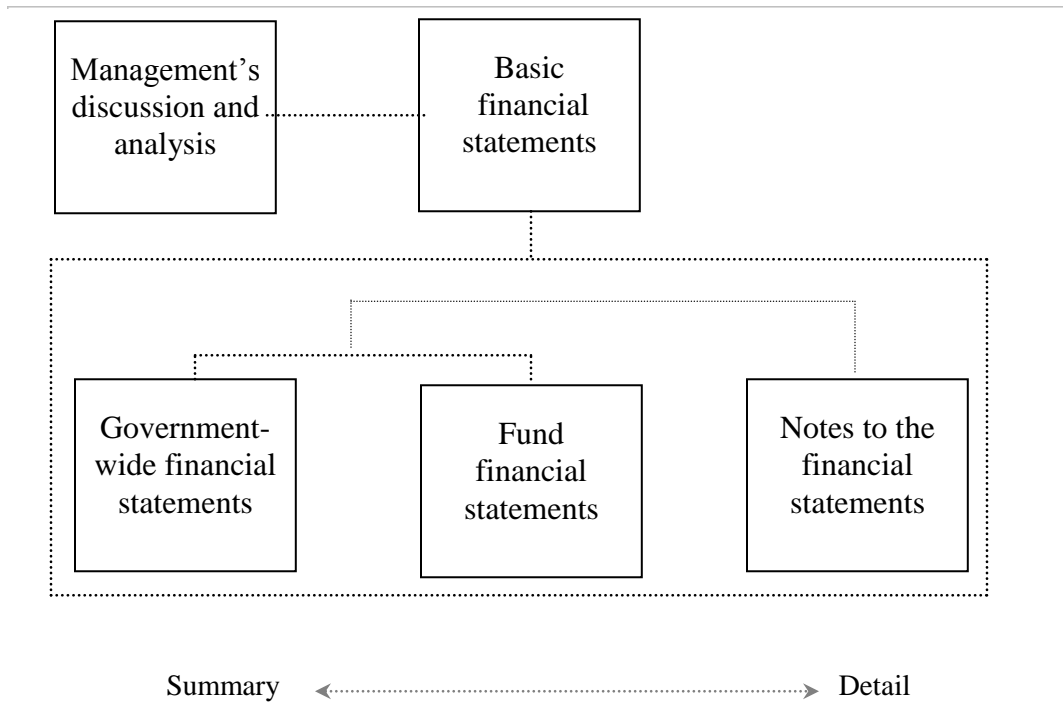 Management’s
discussion and
analysis
Basic
financial
statements
Government-
wide financial
statements
Fund
financial
statements
Notes to the
financial
statements
Summary
Detail